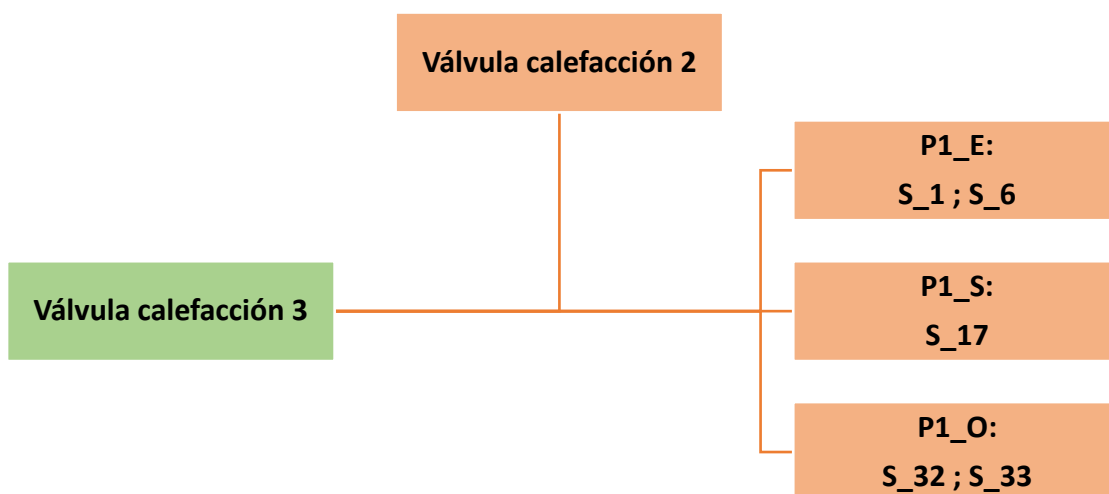 Válvula calefacción 2
P1_E:
S_1 ; S_6
Válvula calefacción 3
P1_S:
S_17
P1_O:
S_32 ; S_33